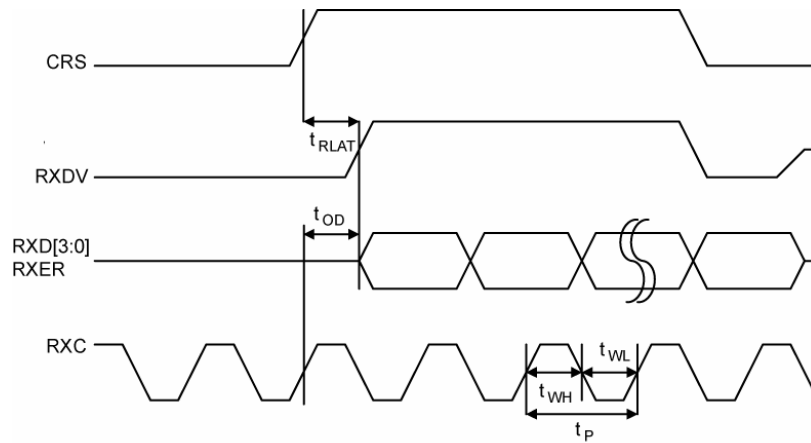 CRS
tRLAT
RXDV
tOD
RXD[3:0]
RXER
RXC
tWL
tWH
tP